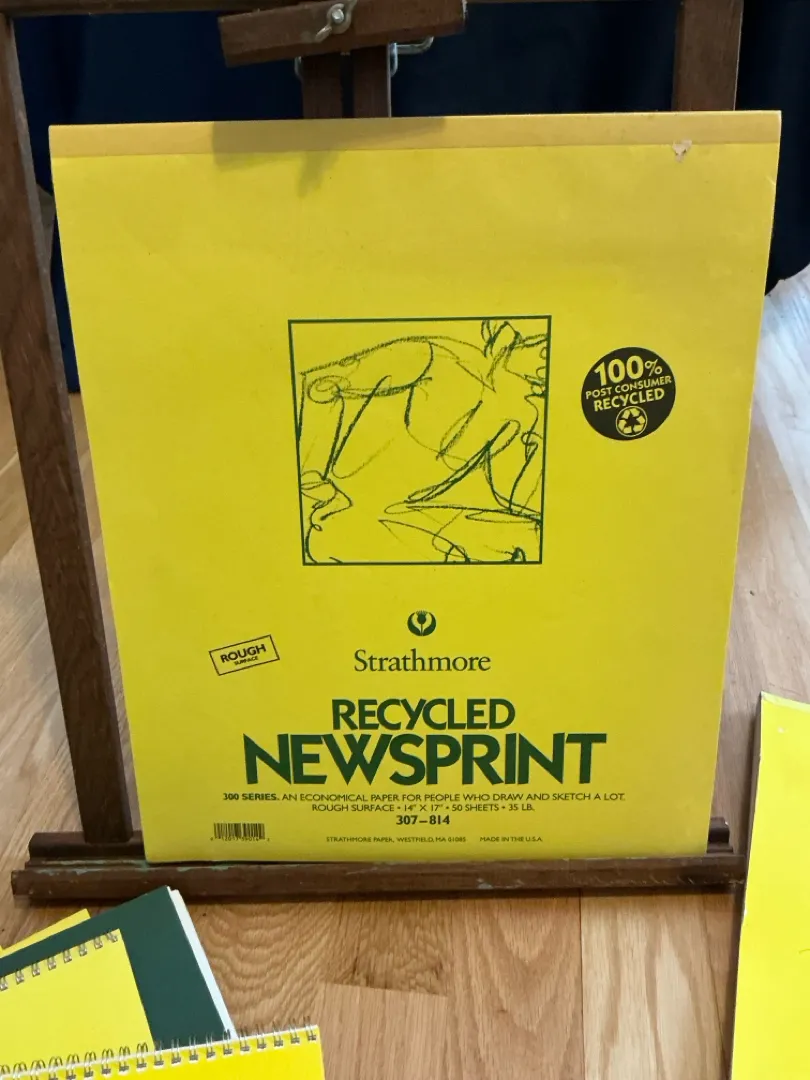 100%
POST CONSUMER
RECYCLED
ROUGH
SURFACE
Strathmore
RECYCLED
NEWSPRINT
300 SERIES. AN ECONOMICAL PAPER FOR PEOPLE WHO DRAW AND SKETCH A LOT.
ROUGH SURFACE • 14" X 17" • 50 SHEETS • 35 LB.
307–814
STRATHMORE PAPER, WESTFIELD, MA 01085 MADE IN THE U.S.A.